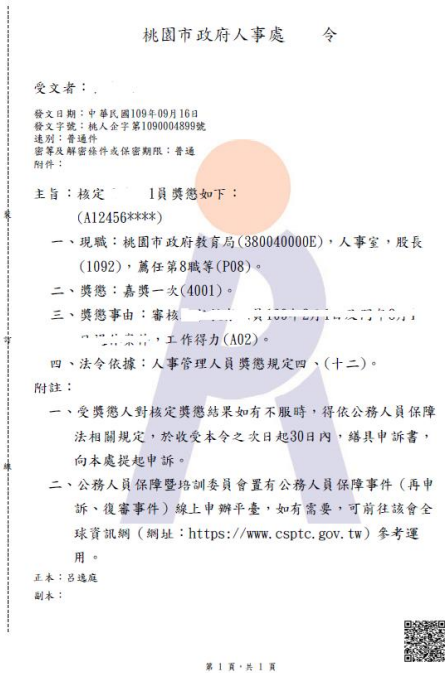 桃園市政府人事處 令
受文者：
發文日期：中華民國109年09月16日
發文字號：桃人企字第1090004899號
速別：普通件
密等及解密條件或保密期限：普通
附件：
主旨：核定 1員獎懲如下：
(A12456****)
一、現職：桃園市政府教育局(380040000E)，人事室，股長
(1092)，薦任第8職等(P08)。
二、獎懲：嘉獎一次(4001)。
三、獎懲事由：審核
，工作得力(A02)。
四、法令依據：人事管理人員獎懲規定四、(十二)。
附註：
一、受獎懲人對核定獎懲結果如有不服時，得依公務人員保障
法相關規定，於收受本令之次日起30日內，繕具申訴書，
向本處提起申訴。
二、公務人員保障暨培訓委員會置有公務人員保障事件（再申
訴、復審事件）線上申辦平臺，如有需要，可前往該會全
球資訊網（網址：https://www.csptc.gov.tw）參考運
用。
正本：呂逸庭
副本：
裝
訂
線
第 1 頁，共 1 頁